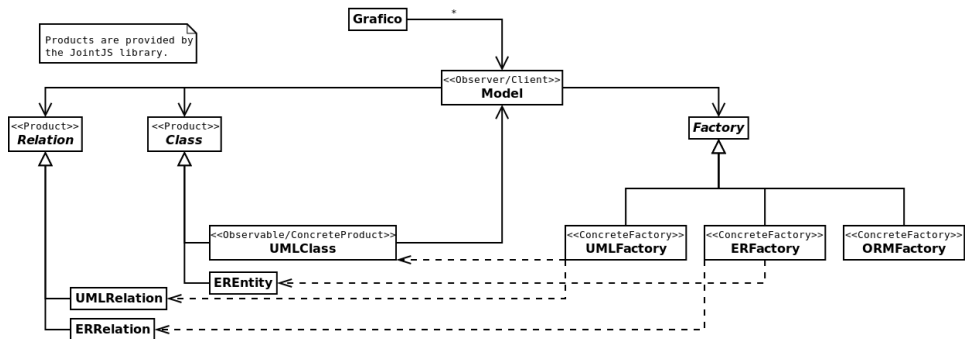 Grafico
*
Products are provided by
the JointJS library.
<<Observer/Client>>
Model
<<Product>>
Relation
<<Product>>
Class
Factory
<<Observable/ConcreteProduct>>
UMLClass
<<ConcreteFactory>>
UMLFactory
<<ConcreteFactory>>
ERFactory
<<ConcreteFactory>>
ORMFactory
EREntity
UMLRelation
ERRelation